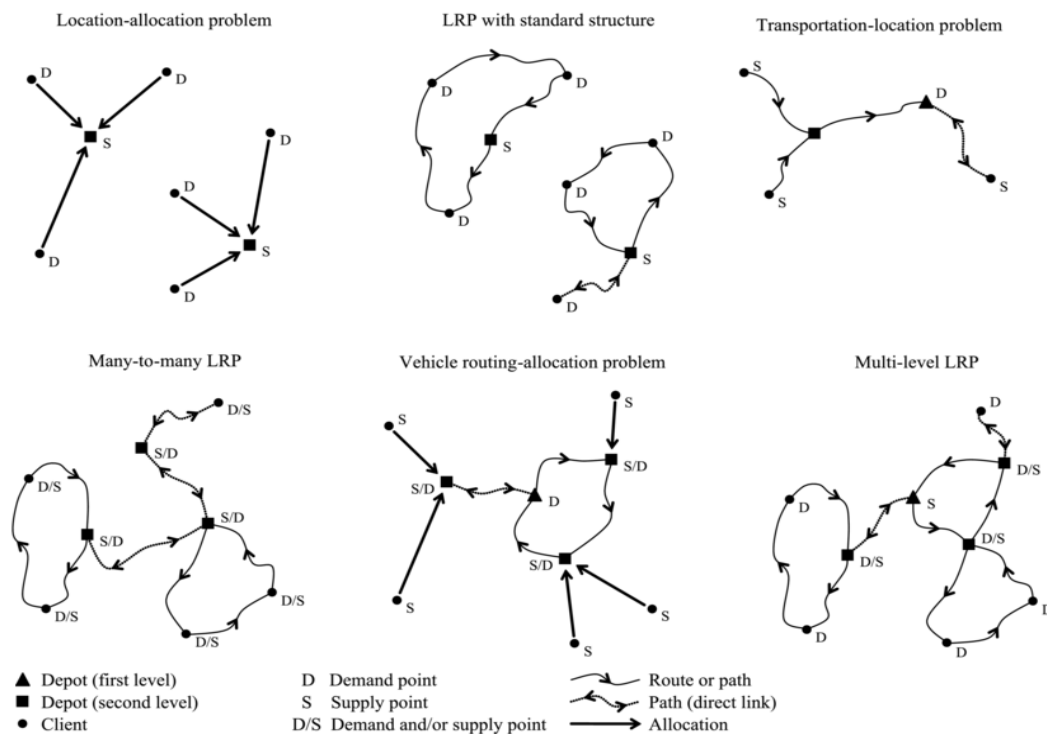 Location-allocation problem
LRP with standard structure
Transportation-location problem
D
D
S
D
D
D
S
D
D
D
S
D
D
D
S
D
S
D
S
S
Many-to-many LRP
Vehicle routing-allocation problem
Multi-level LRP
D/S
S/D
D/S
S/D
S/D
D/S
D/S
D/S
S
S
S/D
S/D
D
S/D
S
S
S
D
D/S
D
S
D/S
D/S
D
D
D
Depot (first level)
Depot (second level)
Client
D Demand point
S Supply point
D/S Demand and/or supply point
Route or path
Path (direct link)
Allocation